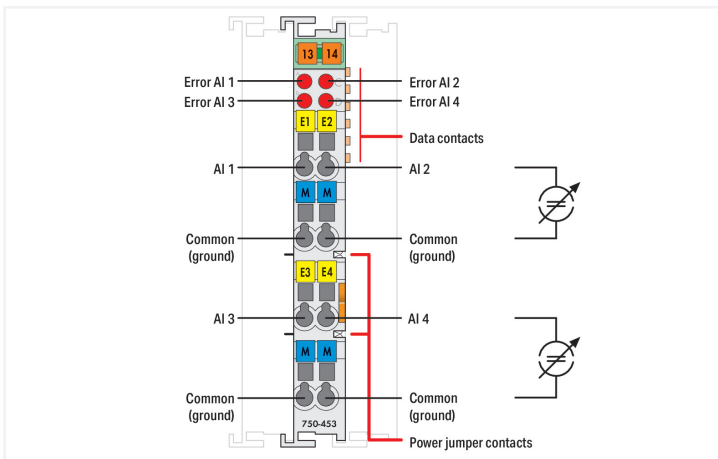 13 14
Error AI 1
Error AI 2
Error AI 3
Error AI 4
E1 E2
Data contacts
AI 1
AI 2
M M
Common
(ground)
Common
(ground)
E3 E4
AI 3
AI 4
M M
Common
(ground)
Common
(ground)
750-453
Power jumper contacts